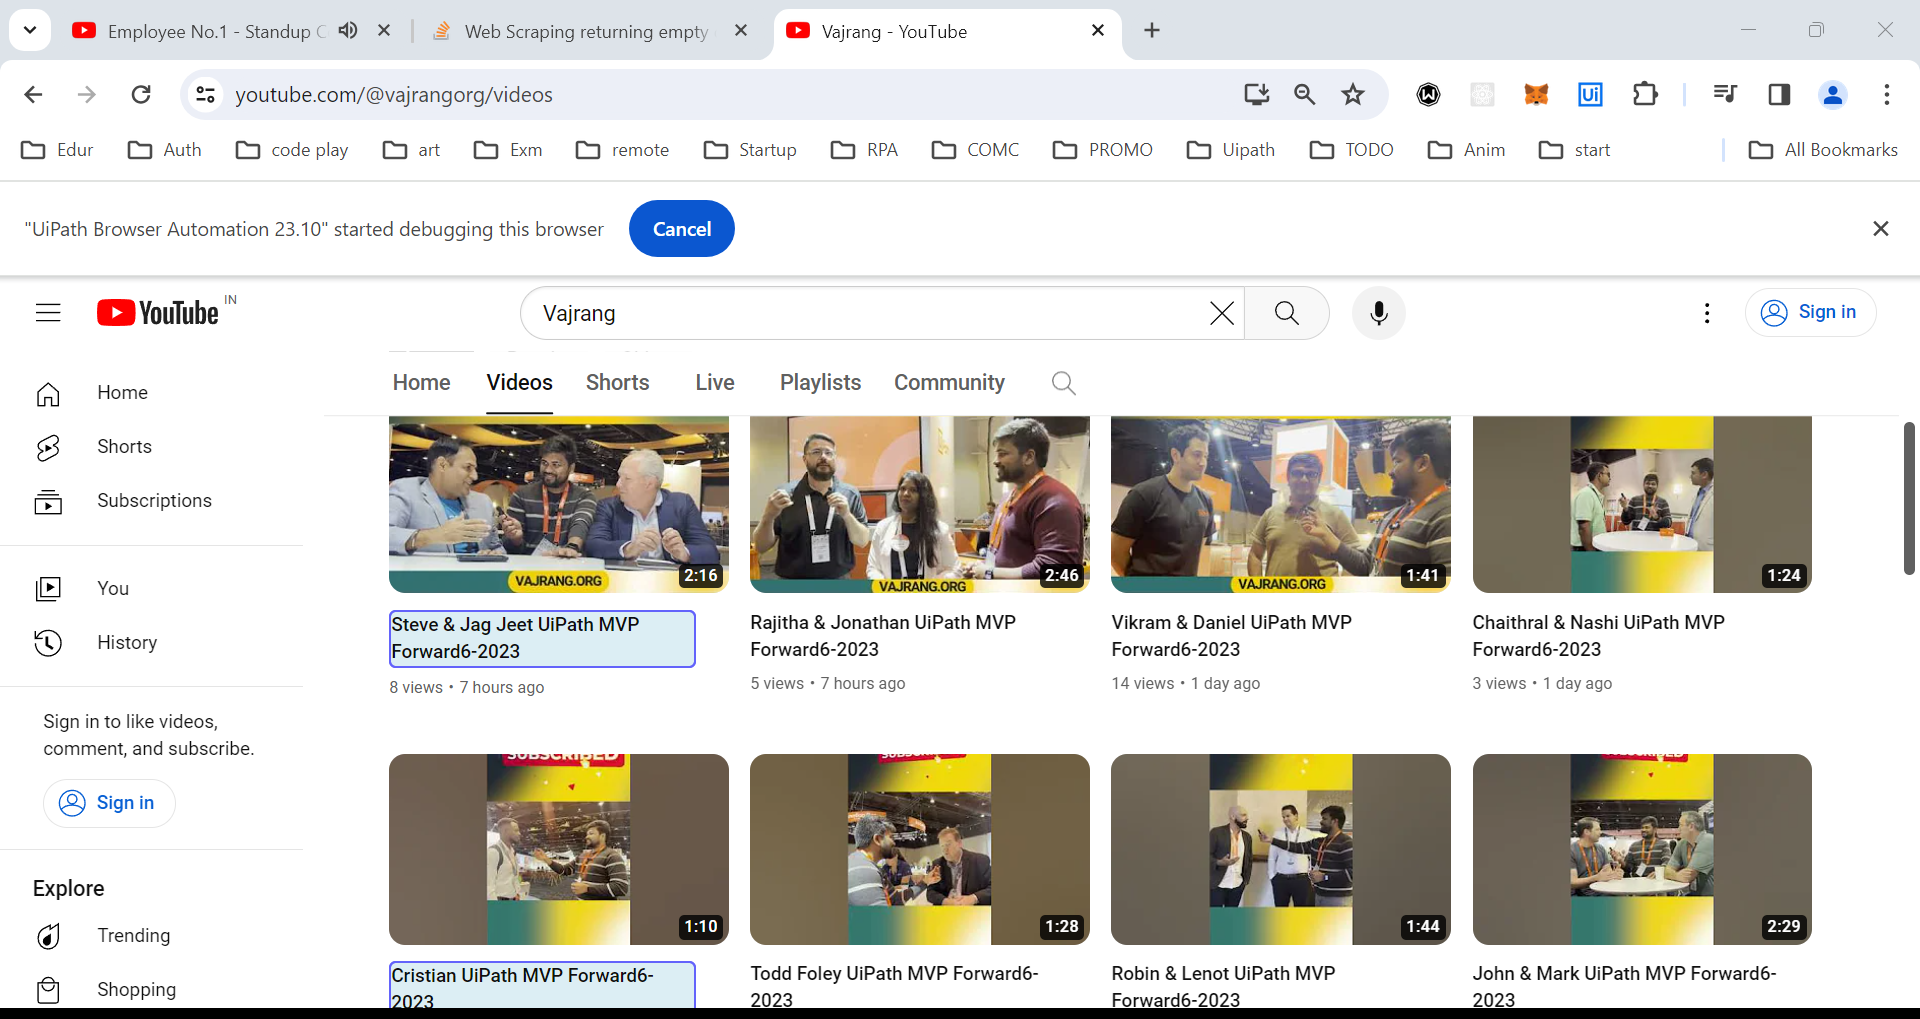 Employee No.1 - Standup C
Web Scraping returning empty
Vajrang - YouTube
youtube.com/@vajrangorg/videos
Ui
Edur
Auth
code play
art
Exm
remote
Startup
RPA
COMC
PROMO
Uipath
TODO
Anim
start
All Bookmarks
"UiPath Browser Automation 23.10" started debugging this browser
Cancel
YouTube IN
Vajrang
Sign in
Home
Videos
Shorts
Live
Playlists
Community
Home
Shorts
Subscriptions
You
History
Sign in to like videos,
comment, and subscribe.
Sign in
Explore
Trending
Shopping
VAJRANG.ORG
2:16
VAJRANG.ORG
2:46
VAJRANG.ORG
1:41
1:24
Steve & Jag Jeet UiPath MVP
Forward6-2023
8 views • 7 hours ago
Rajitha & Jonathan UiPath MVP
Forward6-2023
5 views • 7 hours ago
Vikram & Daniel UiPath MVP
Forward6-2023
14 views • 1 day ago
Chaithral & Nashi UiPath MVP
Forward6-2023
3 views • 1 day ago
SUBSCRIBED
1:10
1:28
1:44
2:29
Cristian UiPath MVP Forward6-
2023
Todd Foley UiPath MVP Forward6-
2023
Robin & Lenot UiPath MVP
Forward6-2023
John & Mark UiPath MVP Forward6-
2023